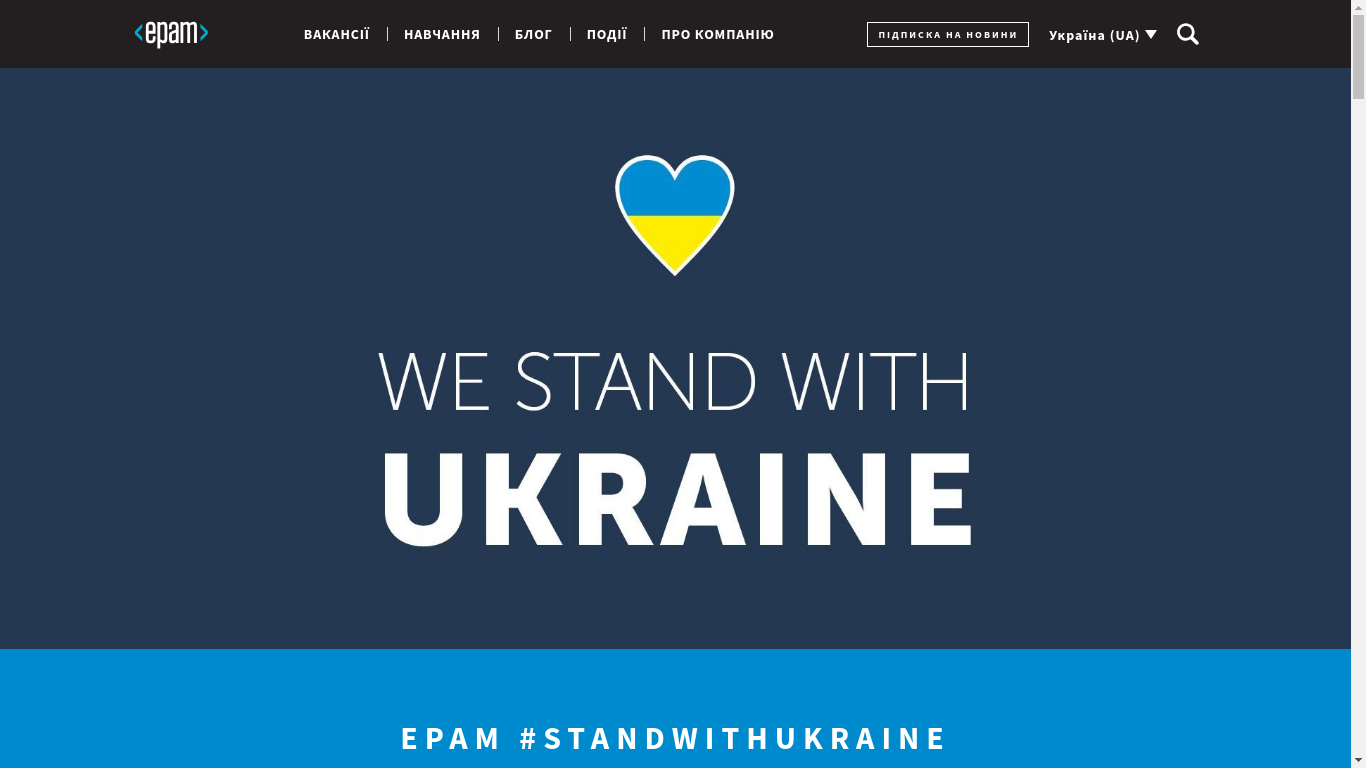 <epam>
ВАКАНСІЇ НАВЧАННЯ БЛОГ ПОДІЇ ПРО КОМПАНІЮ
ПІДПИСКА НА НОВИНИ
Україна (UA)
WE STAND WITH
UKRAINE
EPAM #STANDWITHUKRAINE